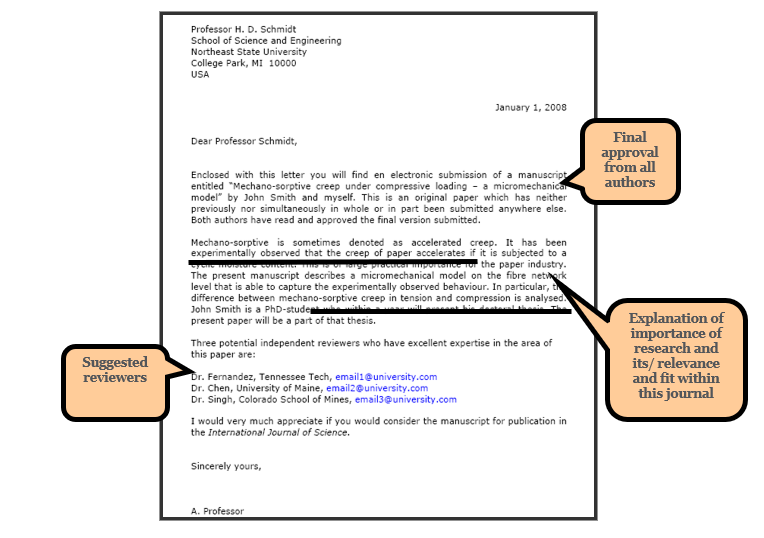 Professor H. D. Schmidt
School of Science and Engineering
Northeast State University
College Park, MI 10000
USA
January 1, 2008
Dear Professor Schmidt,
Enclosed with this letter you will find en electronic submission of a manuscript
entitled “Mechano-sorptive creep under compressive loading – a micromechanical
model” by John Smith and myself. This is an original paper which has neither
previously nor simultaneously in whole or in part been submitted anywhere else.
Both authors have read and approved the final version submitted.
Mechano-sorptive is sometimes denoted as accelerated creep. It has been
experimentally observed that the creep of paper accelerates if it is subjected to a
cyclic moisture content. This is of large practical importance for the paper industry.
The present manuscript describes a micromechanical model on the fibre network
level that is able to capture the experimentally observed behaviour. In particular, the
difference between mechano-sorptive creep in tension and compression is analysed.
John Smith is a PhD-student who within a year will present his doctoral thesis. The
present paper will be a part of that thesis.
Three potential independent reviewers who have excellent expertise in the area of
this paper are:
Dr. Fernandez, Tennessee Tech, email1@university.com
Dr. Chen, University of Maine, email2@university.com
Dr. Singh, Colorado School of Mines, email3@university.com
I would very much appreciate if you would consider the manuscript for publication in
the International Journal of Science.
Sincerely yours,
A. Professor
Final
approval
from all
authors
Explanation of
importance of
research and
its/ relevance
and fit within
this journal
Suggested
reviewers